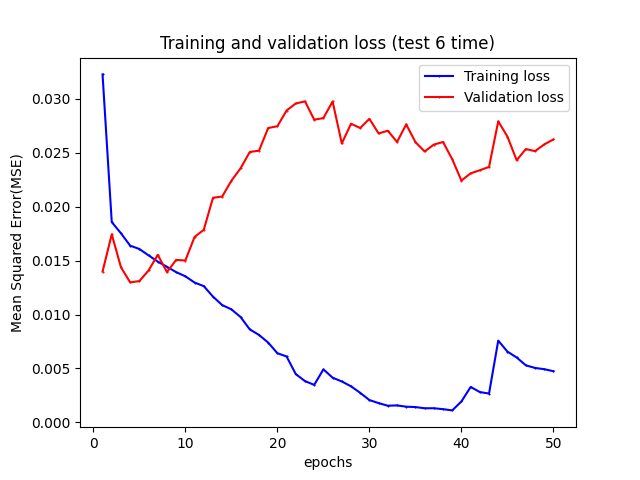 Training and validation loss (test 6 time)
Training loss
Validation loss
Mean Squared Error(MSE)
0.030
0.025
0.020
0.015
0.010
0.005
0.000
0 10 20 30 40 50
epochs